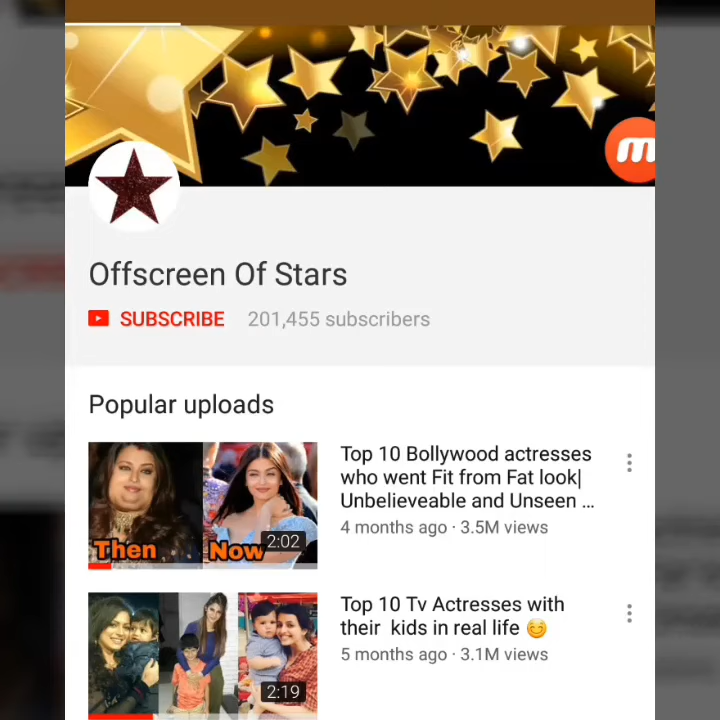 m
Offscreen Of Stars
SUBSCRIBE 201,455 subscribers
Popular uploads
Then Now 2:02
Top 10 Bollywood actresses
who went Fit from Fat look|
Unbelieveable and Unseen ...
4 months ago · 3.5M views
2:19
Top 10 Tv Actresses with
their kids in real life 😊
5 months ago · 3.1M views